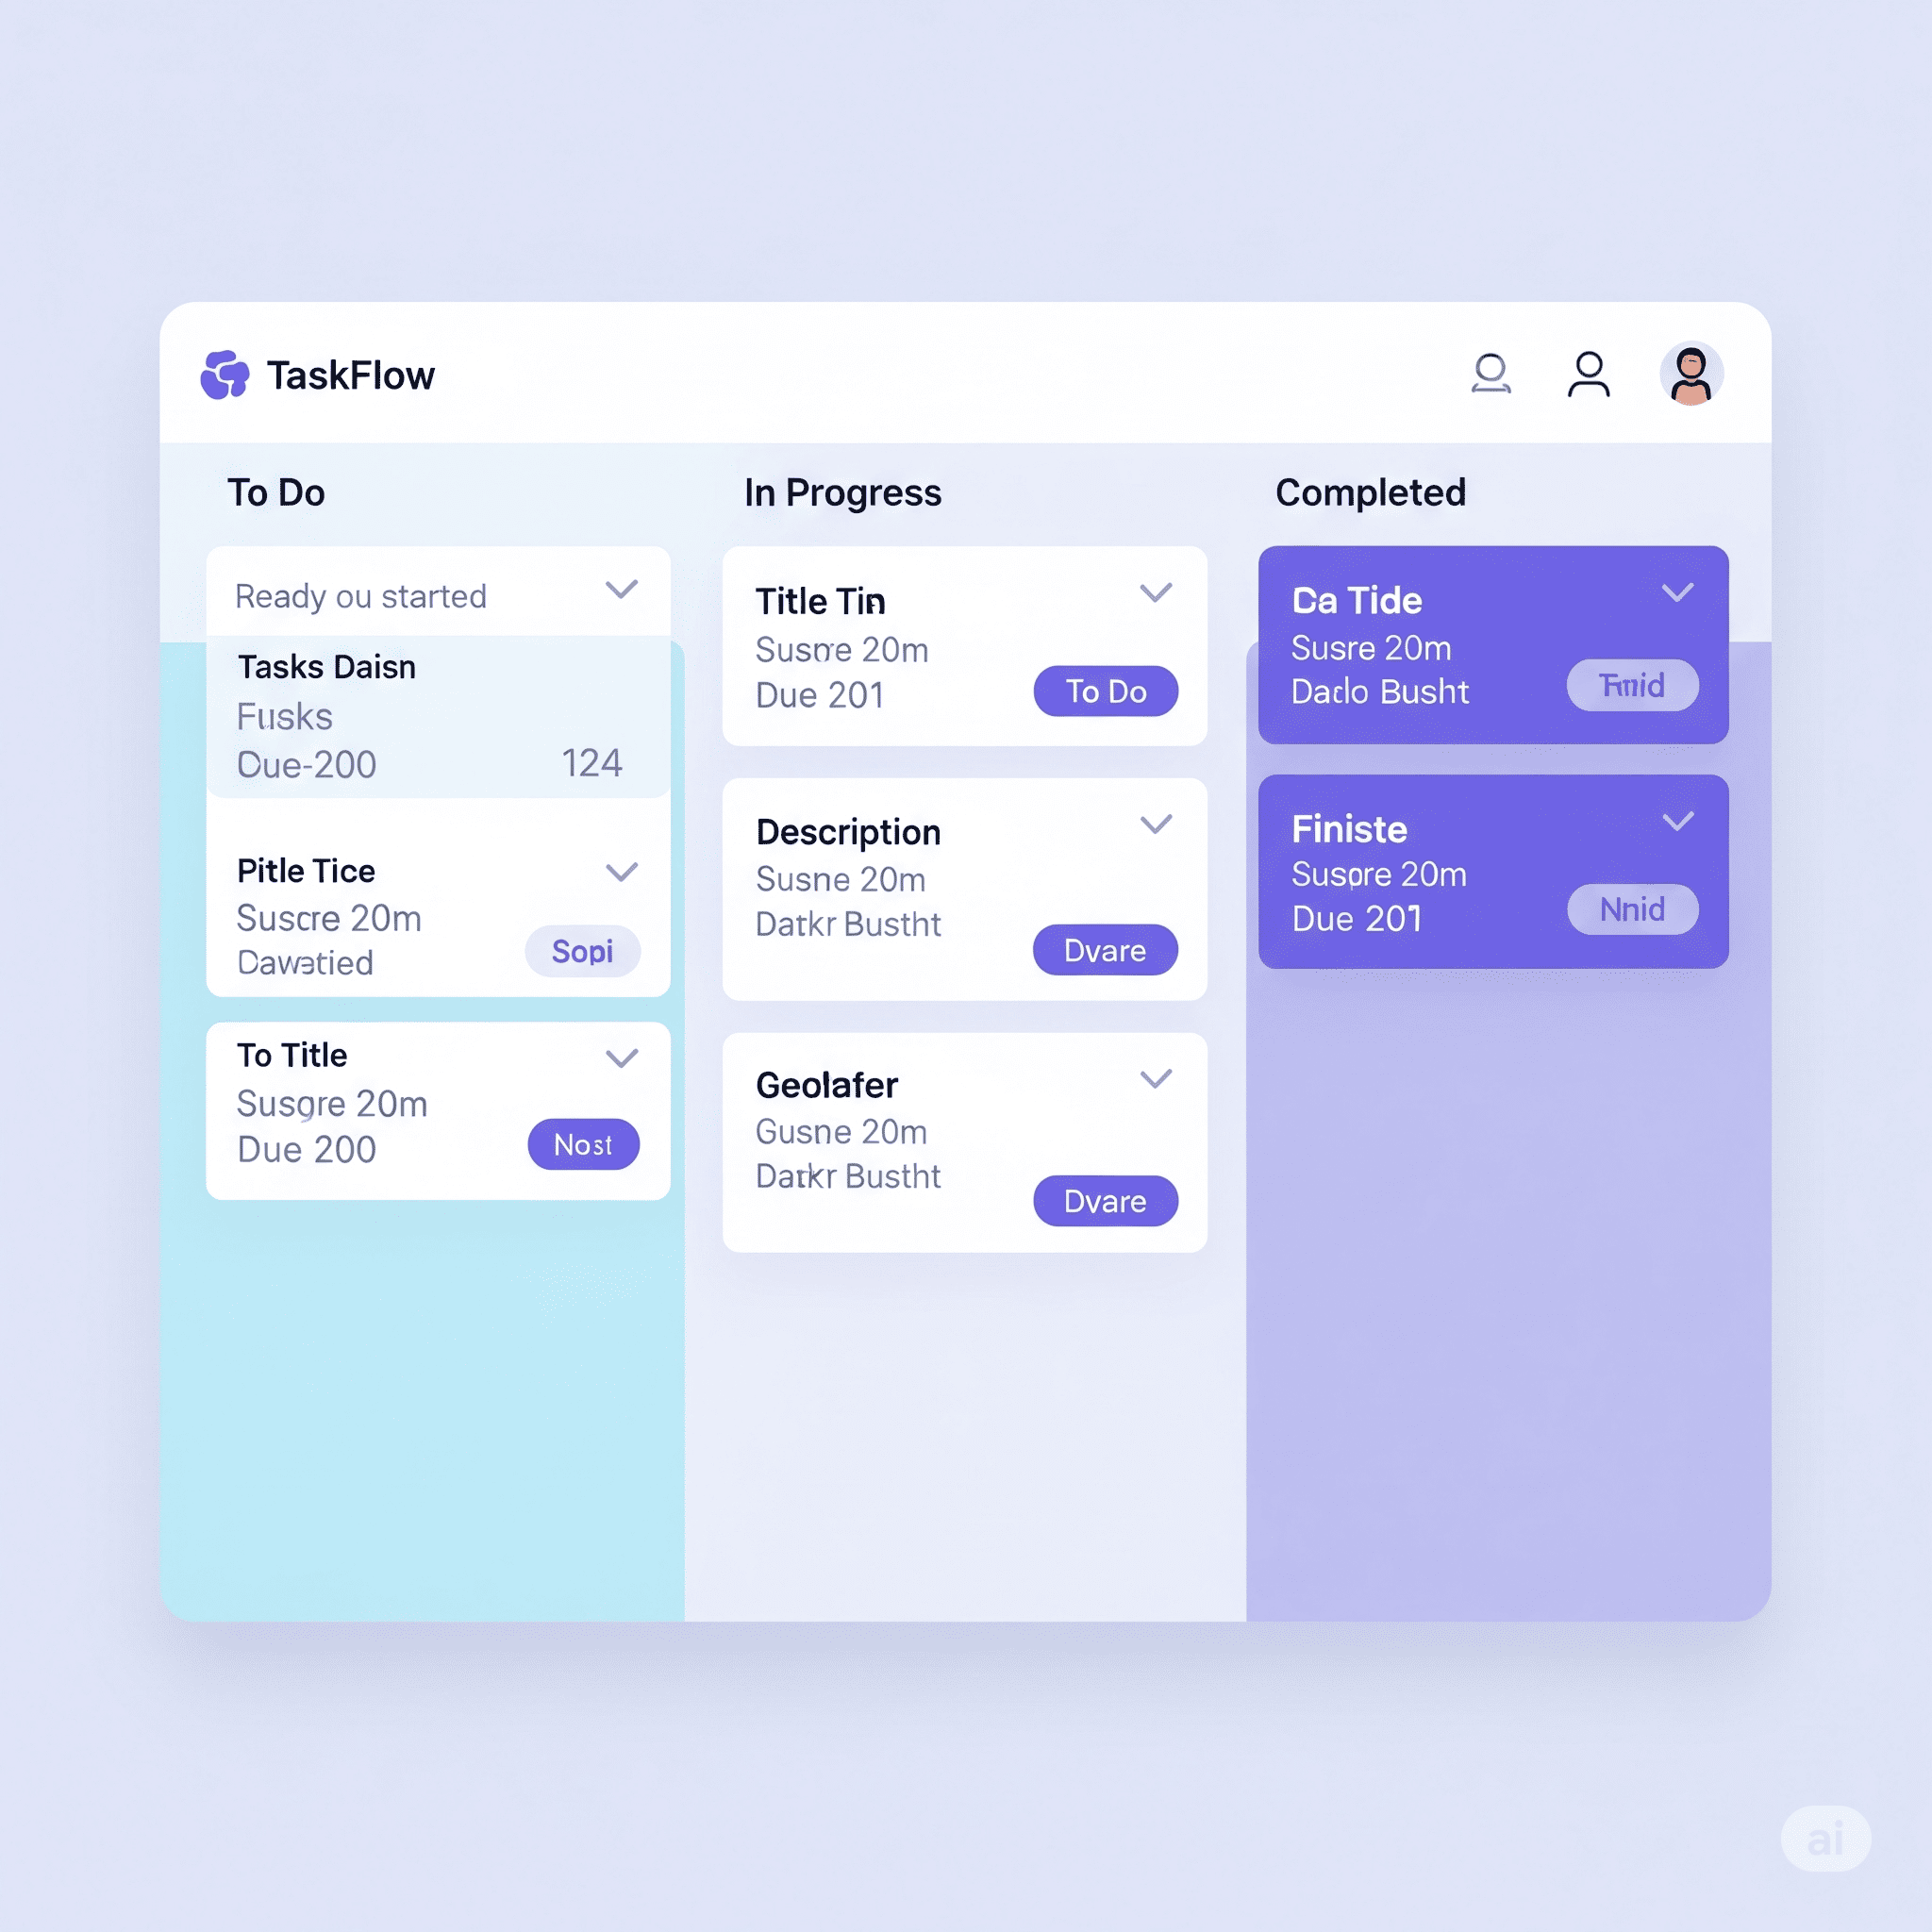 TaskFlow
To Do
Ready ou started
Tasks Daisn
Fusks
Due-200
124
Pitle Tice
Suscre 20m
Dawatied
Sopi
To Title
Susgre 20m
Due 200
Nost
In Progress
Title Tin
20m
Due 201
To Do
Description
Susne 20m
Datkr Bustht
Dvare
Geolafer
Gusne 20m
Datkr Bustht
Dvare
Completed
Ca Tide
Susre 20m
Busht
Finiste
Suspre 20m
Due 201
Nnid
ai